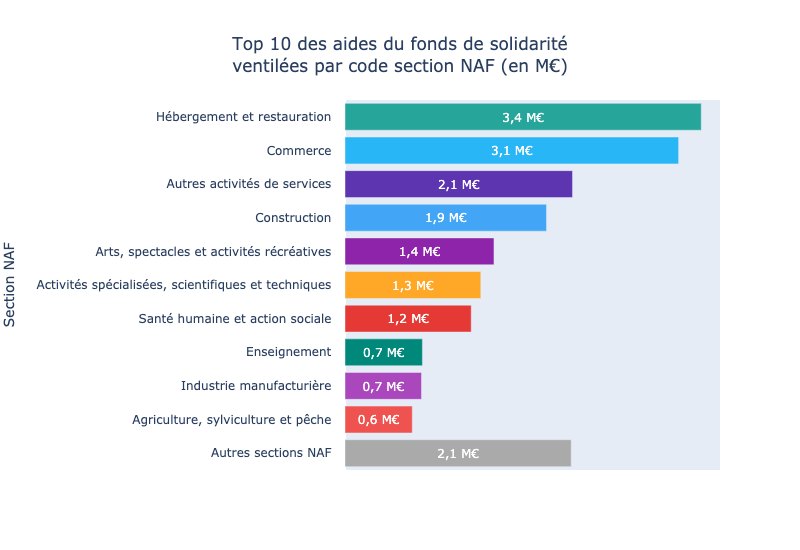 Top 10 des aides du fonds de solidarité
ventilées par code section NAF (en M€)
Section NAF
Hébergement et restauration 3,4 M€
Commerce 3,1 M€
Autres activités de services 2,1 M€
Construction 1,9 M€
Arts, spectacles et activités récréatives 1,4 M€
Activités spécialisées, scientifiques et techniques 1,3 M€
Santé humaine et action sociale 1,2 M€
Enseignement 0,7 M€
Industrie manufacturière 0,7 M€
Agriculture, sylviculture et pêche 0,6 M€
Autres sections NAF 2,1 M€